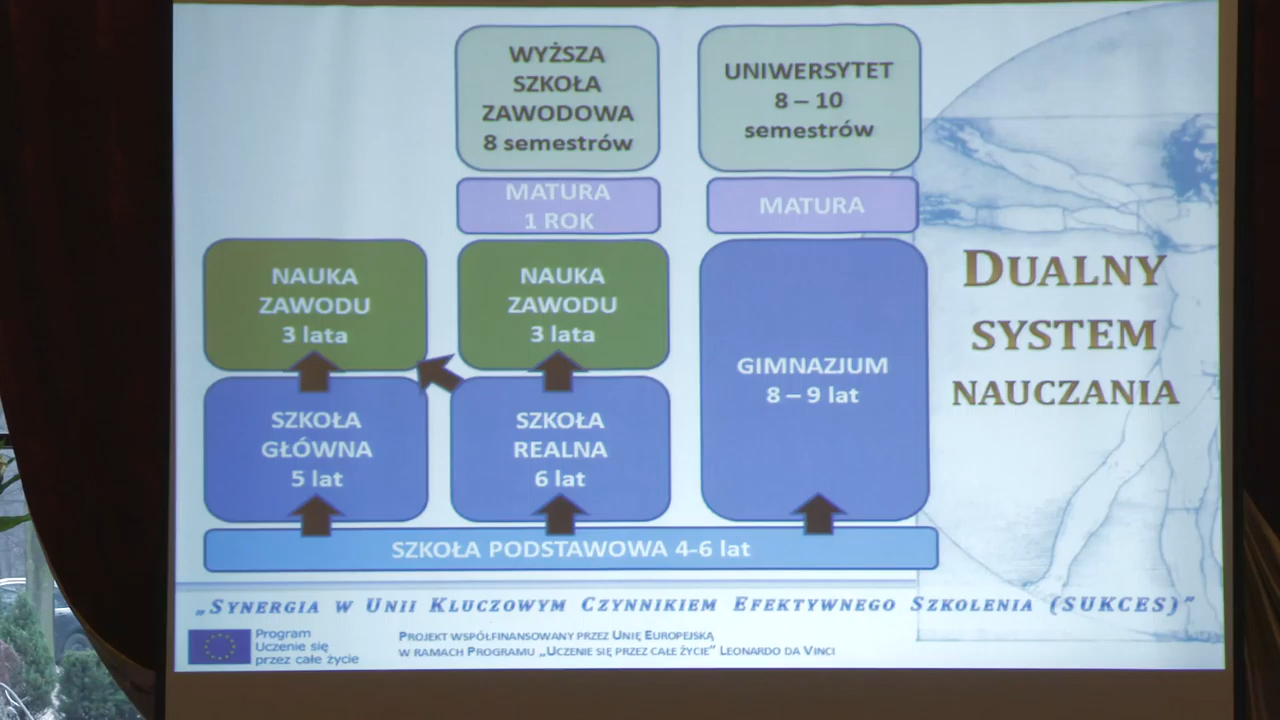 WYŻSZA
SZKOŁA
ZAWODOWA
8 semestrów
UNIWERSYTET
8 – 10
semestrów
MATURA
1 ROK
MATURA
NAUKA
ZAWODU
3 lata
NAUKA
ZAWODU
3 lata
GIMNAZJUM
8 – 9 lat
DUALNY
SYSTEM
NAUCZANIA
SZKOŁA
GŁÓWNA
5 lat
SZKOŁA
REALNA
6 lat
SZKOŁA PODSTAWOWA 4-6 lat
„SYNERGIA W UNII KLUCZOWYM CZYNNIKIEM EFEKTYWNEGO SZKOLENIA (SUKCES)”
Program
Uczenie się
przez całe życie
PROJEKT WSPÓŁFINANSOWANY PRZEZ UNIĘ EUROPEJSKĄ
W RAMACH PROGRAMU „UCZENIE SIĘ PRZEZ CAŁE ŻYCIE” LEONARDO DA VINCI